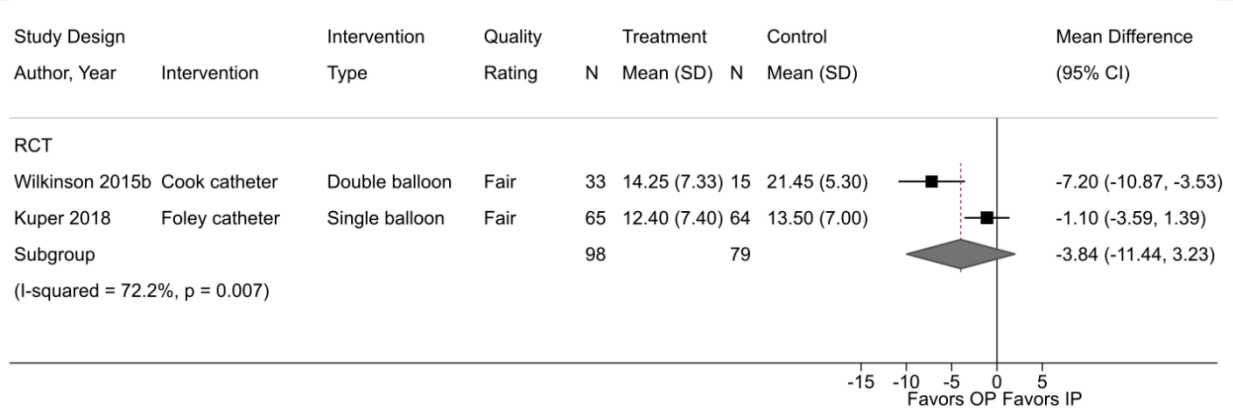 Study Design Intervention Quality Treatment Control Mean Difference
Author, Year Intervention Type Rating N Mean (SD) N Mean (SD) (95% CI)
RCT
Wilkinson 2015b Cook catheter Double balloon Fair 33 14.25 (7.33) 15 21.45 (5.30) -7.20 (-10.87, -3.53)
Kuper 2018 Foley catheter Single balloon Fair 65 12.40 (7.40) 64 13.50 (7.00) -1.10 (-3.59, 1.39)
Subgroup 98 79 -3.84 (-11.44, 3.23)
(I-squared = 72.2%, p = 0.007)
-15 -10 -5 0 5
Favors OP Favors IP